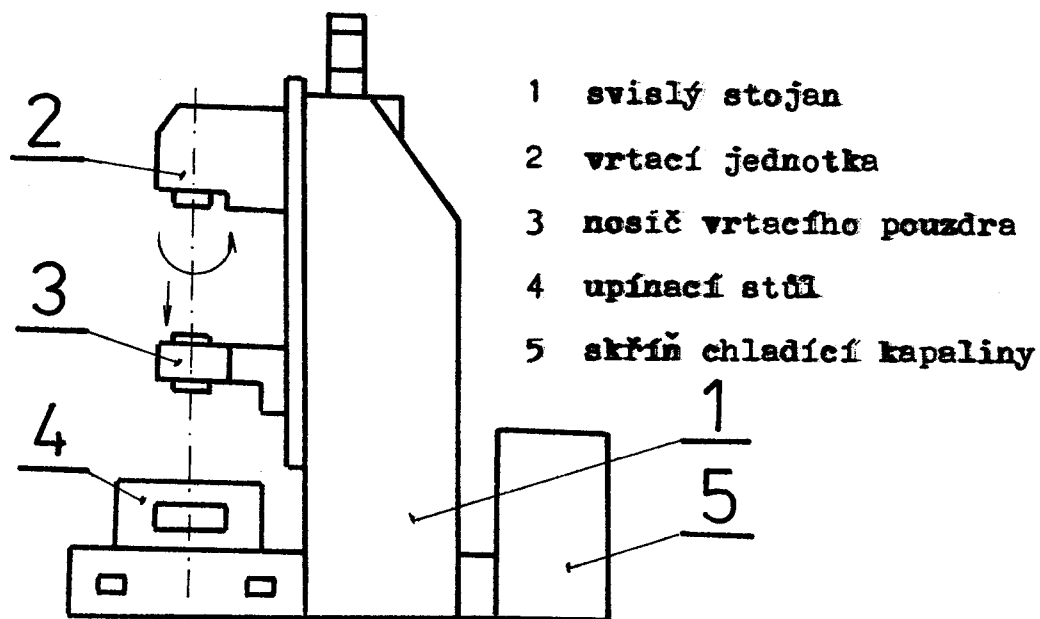 1 svislý stojan
2 vrtací jednotka
3 nosič vrtacího pouzdra
4 upínací stůl
5 skříň chladící kapaliny
2
3
4
1
5